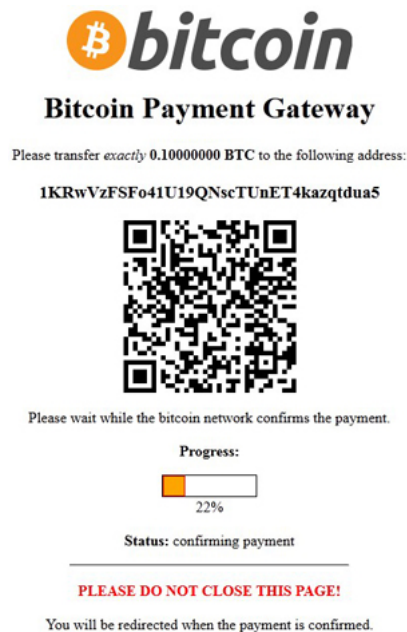 bitcoin
Bitcoin Payment Gateway
Please transfer exactly 0.10000000 BTC to the following address:
1KRwVzFSFo41U19QNscTUnET4kazqtdua5
Please wait while the bitcoin network confirms the payment.
Progress:
22%
Status: confirming payment
PLEASE DO NOT CLOSE THIS PAGE!
You will be redirected when the payment is confirmed.